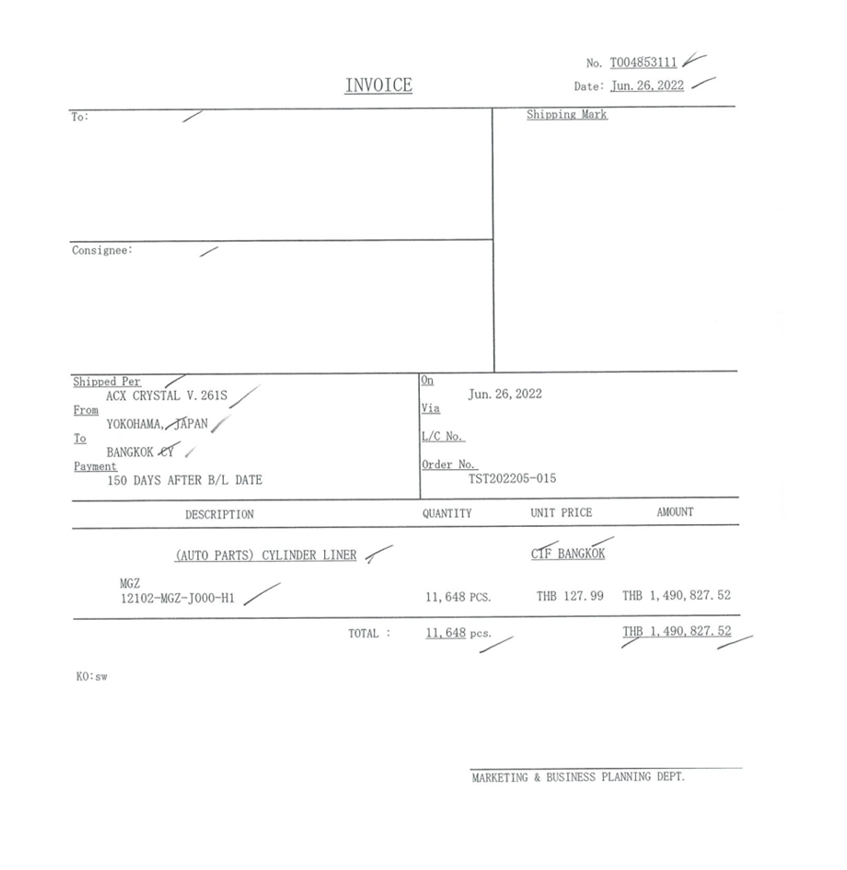 No. T004853111
INVOICE
Date: Jun. 26, 2022
To:
Shipping Mark
Consignee:
Shipped Per
ACX CRYSTAL V. 261S
From
YOKOHAMA, JAPAN
To
BANGKOK CY
Payment
150 DAYS AFTER B/L DATE
On
Jun. 26, 2022
Via
L/C No.
Order No.
TST202205-015
DESCRIPTION QUANTITY UNIT PRICE AMOUNT
(AUTO PARTS) CYLINDER LINER CIF BANGKOK
MGZ
12102-MGZ-J000-H1 11,648 PCS. THB 127.99 THB 1,490,827.52
TOTAL : 11,648 pcs. THB 1,490,827.52
KO:sw
MARKETING & BUSINESS PLANNING DEPT.